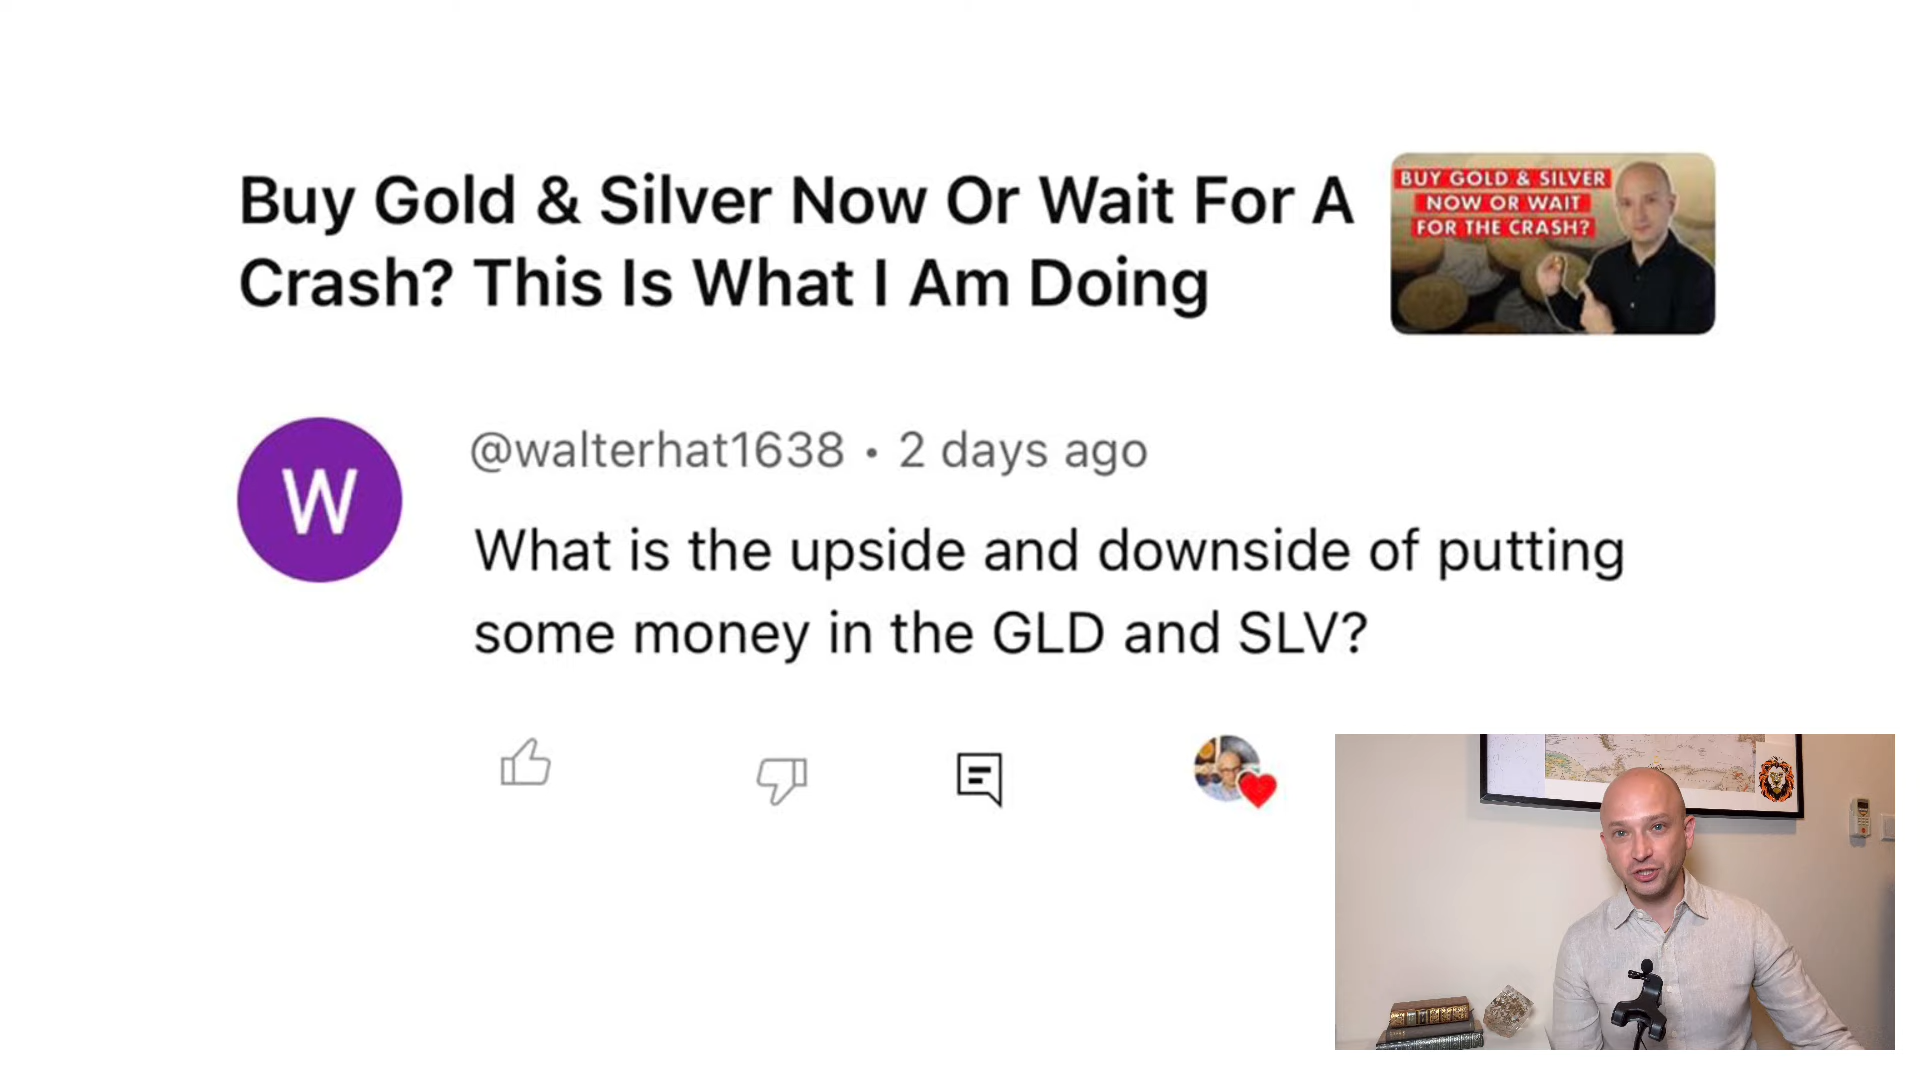 Buy Gold & Silver Now Or Wait For A
Crash? This Is What I Am Doing
BUY GOLD & SILVER
NOW OR WAIT
FOR THE CRASH?
W
@walterhat1638 • 2 days ago
What is the upside and downside of putting
some money in the GLD and SLV?